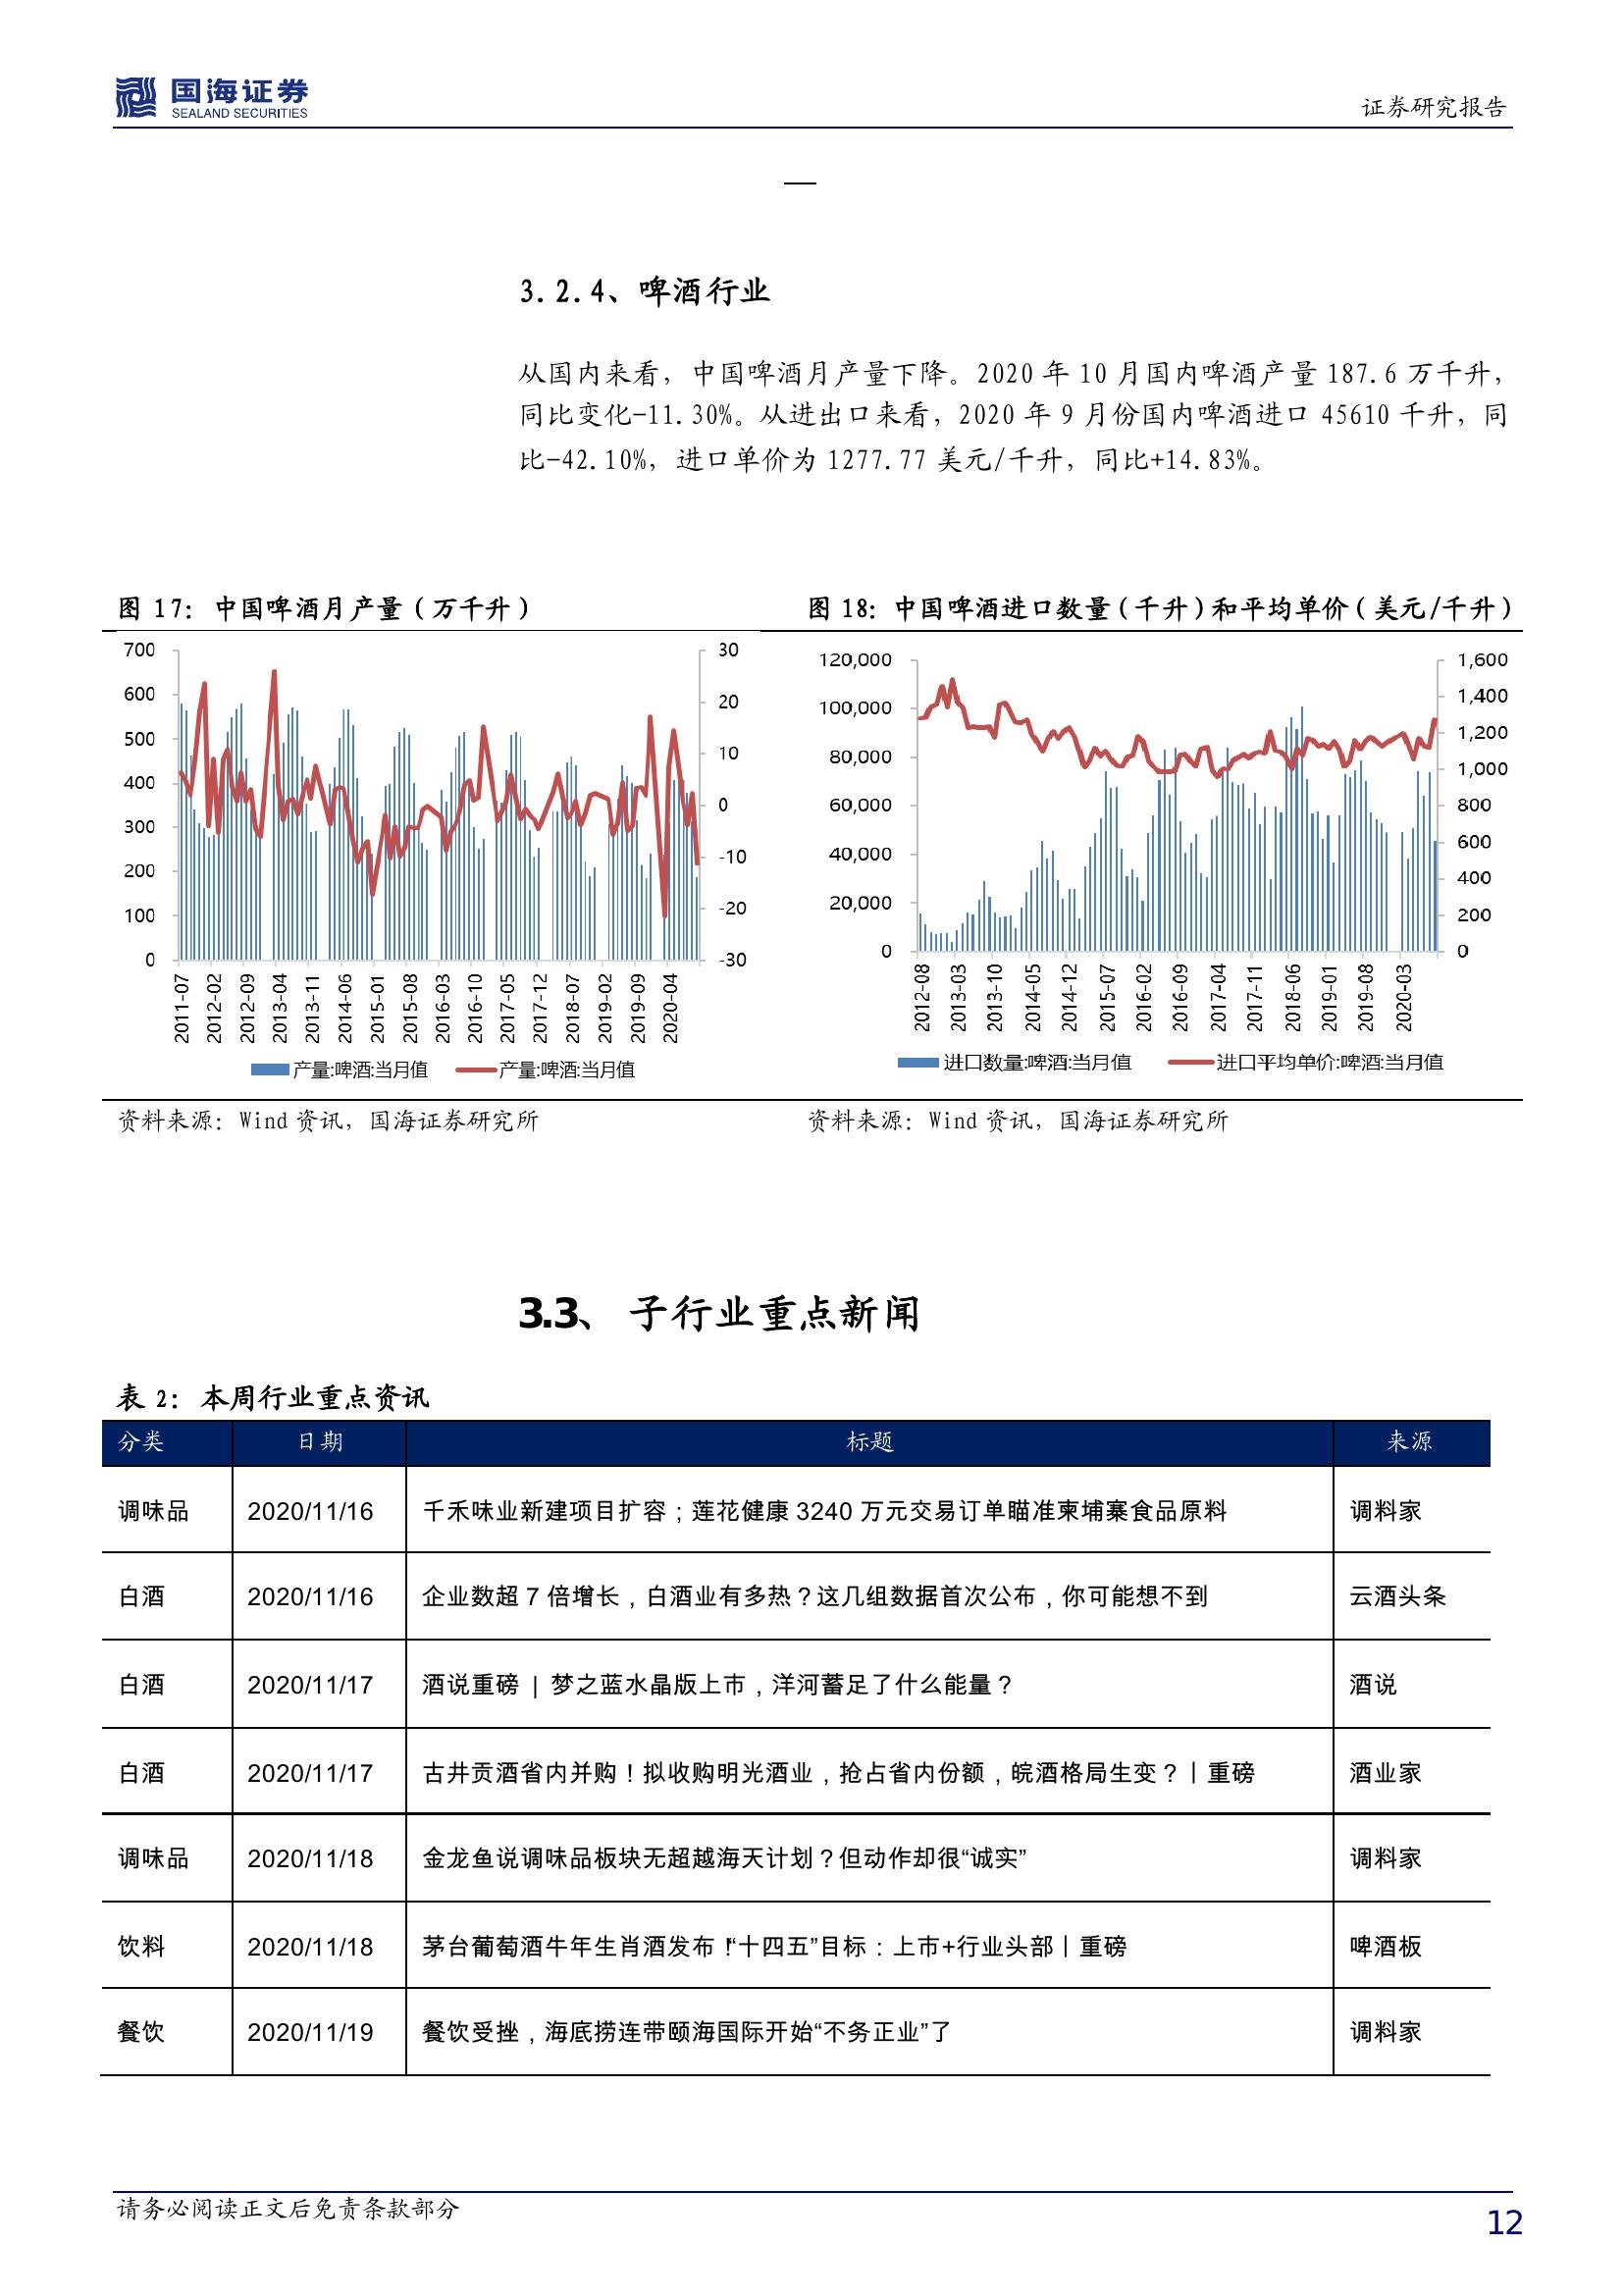 国海证券
SEALAND SECURITIES
证券研究报告
3.2.4、啤酒行业
从国内来看，中国啤酒月产量下降。2020 年 10 月国内啤酒产量 187.6 万千升，
同比变化-11.30%。从进出口来看，2020 年 9 月份国内啤酒进口 45610 千升，同
比-42.10%，进口单价为 1277.77 美元/千升，同比+14.83%。
图 17：中国啤酒月产量（万千升）
700
600
500
400
300
200
100
0
30
20
10
0
-10
-20
-30
2011-07
2012-02
2012-09
2013-04
2013-11
2014-06
2015-01
2015-08
2016-03
2016-10
2017-05
2017-12
2018-07
2019-02
2019-09
2020-04
产量:啤酒:当月值
产量:啤酒:当月值
资料来源：Wind 资讯，国海证券研究所
图 18：中国啤酒进口数量（千升）和平均单价（美元/千升）
120,000
100,000
80,000
60,000
40,000
20,000
0
1,600
1,400
1,200
1,000
800
600
400
200
0
2012-08
2013-03
2013-10
2014-05
2014-12
2015-07
2016-02
2016-09
2017-04
2017-11
2018-06
2019-01
2019-08
2020-03
进口数量:啤酒:当月值
进口平均单价:啤酒:当月值
资料来源：Wind 资讯，国海证券研究所
3.3、 子行业重点新闻
表 2：本周行业重点资讯
分类 日期 标题 来源
调味品 2020/11/16 千禾味业新建项目扩容；莲花健康 3240 万元交易订单瞄准柬埔寨食品原料 调料家
白酒 2020/11/16 企业数超 7 倍增长，白酒业有多热？这几组数据首次公布，你可能想不到 云酒头条
白酒 2020/11/17 酒说重磅 | 梦之蓝水晶版上市，洋河蓄足了什么能量？ 酒说
白酒 2020/11/17 古井贡酒省内并购！拟收购明光酒业，抢占省内份额，皖酒格局生变？丨重磅 酒业家
调味品 2020/11/18 金龙鱼说调味品板块无超越海天计划？但动作却很“诚实” 调料家
饮料 2020/11/18 茅台葡萄酒牛年生肖酒发布！“十四五”目标：上市+行业头部丨重磅 啤酒板
餐饮 2020/11/19 餐饮受挫，海底捞连带颐海国际开始“不务正业”了 调料家
请务必阅读正文后免责条款部分
12